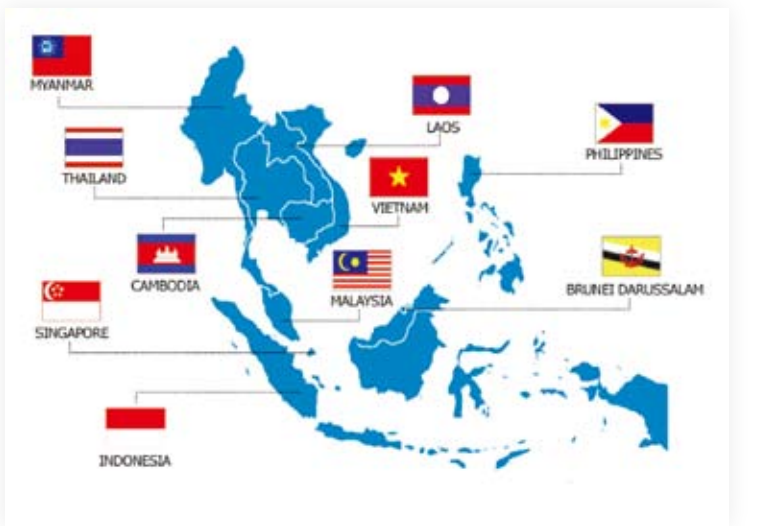 MYANMAR
LAOS
PHILIPPINES
THAILAND
VIETNAM
CAMBODIA
MALAYSIA
BRUNEI DARUSSALAM
SINGAPORE
INDONESIA